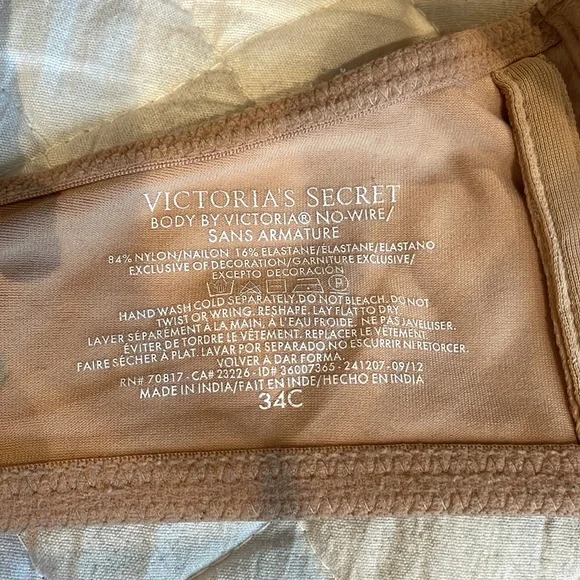 VICTORIA'S SECRET
BODY BY VICTORIA® NO-WIRE/
SANS ARMATURE
84% NYLON/NAILON 16% ELASTANE/ÉLASTANE/ELASTANO
EXCLUSIVE OF DECORATION/GARNITURE EXCLUSIVE/
EXCEPTO DECORACIÓN
HAND WASH COLD SEPARATELY. DO NOT BLEACH. DO NOT
TWIST OR WRING. RESHAPE. LAY FLAT TO DRY.
LAVER SÉPARÉMENT À LA MAIN, À L'EAU FROIDE. NE PAS JAVELLISER.
ÉVITER DE TORDRE LE VÊTEMENT. REPLACER LE VÊTEMENT.
FAIRE SÉCHER À PLAT. LAVAR POR SEPARADO. NO ESCURRIR NI RETORCER.
VOLVER A DAR FORMA.
RN# 70817 - CA# 23226 - ID# 36007365 - 241207 - 09/12
MADE IN INDIA/FAIT EN INDE/HECHO EN INDIA
34C